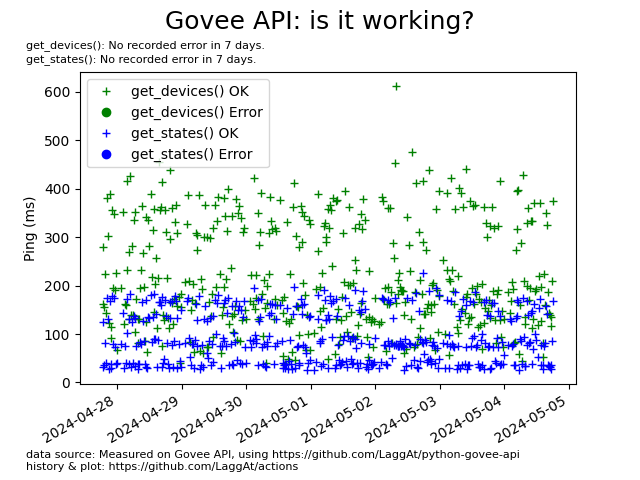 Govee API: is it working?
get_devices(): No recorded error in 7 days.
get_states(): No recorded error in 7 days.
get_devices() OK
get_devices() Error
get_states() OK
get_states() Error
Ping (ms)
600
500
400
300
200
100
0
2024-04-28
2024-04-29
2024-04-30
2024-05-01
2024-05-02
2024-05-03
2024-05-04
2024-05-05
data source: Measured on Govee API, using https://github.com/LaggAt/python-govee-api
history & plot: https://github.com/LaggAt/actions